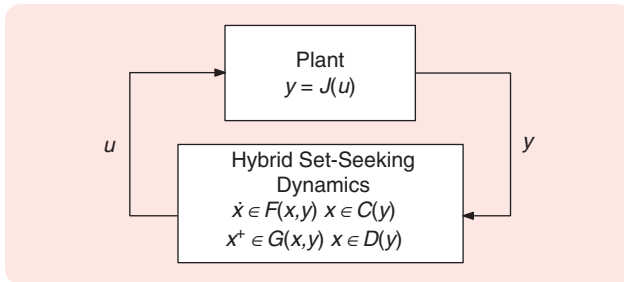 Plant
y = J(u)
u
y
Hybrid Set-Seeking
Dynamics
ẋ ∈ F(x,y) x ∈ C(y)
x⁺ ∈ G(x,y) x ∈ D(y)